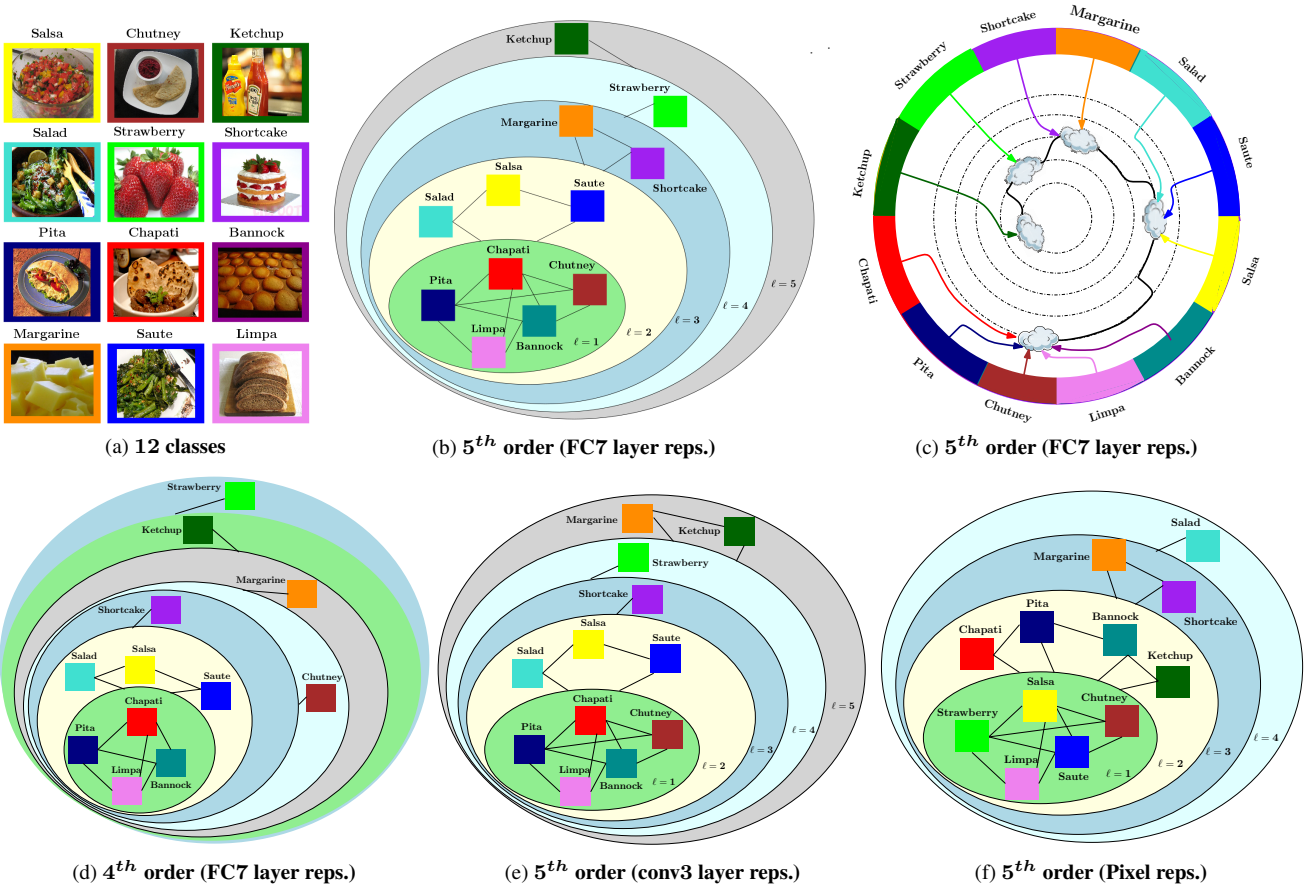 Salsa
Chutney
Ketchup
Salad
Strawberry
Shortcake
Pita
Chapati
Bannock
Margarine
Saute
Limpa
(a) 12 classes
Ketchup
Strawberry
Margarine
Shortcake
Salsa
Saute
Salad
Chapati
Chutney
Pita
Limpa
Bannock
ℓ = 1
ℓ = 2
ℓ = 3
ℓ = 4
ℓ = 5
(b) 5th order (FC7 layer reps.)
Shortcake
Margarine
Strawberry
Salad
Ketchup
Saute
Chapati
Salsa
Pita
Bannock
Chutney
Limpa
(c) 5th order (FC7 layer reps.)
Strawberry
Ketchup
Margarine
Shortcake
Salad
Salsa
Saute
Chutney
Chapati
Pita
Limpa
Bannock
(d) 4th order (FC7 layer reps.)
Margarine
Ketchup
Strawberry
Shortcake
Salsa
Saute
Salad
Chapati
Chutney
Pita
Limpa
Bannock
ℓ = 1
ℓ = 2
ℓ = 3
ℓ = 4
ℓ = 5
(e) 5th order (conv3 layer reps.)
Salad
Margarine
Shortcake
Pita
Bannock
Chapati
Ketchup
Salsa
Chutney
Strawberry
Limpa
Saute
ℓ = 1
ℓ = 2
ℓ = 3
ℓ = 4
(f) 5th order (Pixel reps.)